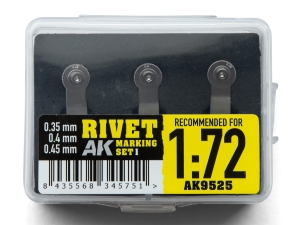 0.35 mm
0.4 mm
0.45 mm
RIVET
AK MARKING
SET 1
8 435568 345751 >
RECOMMENDED FOR
1:72
AK9525